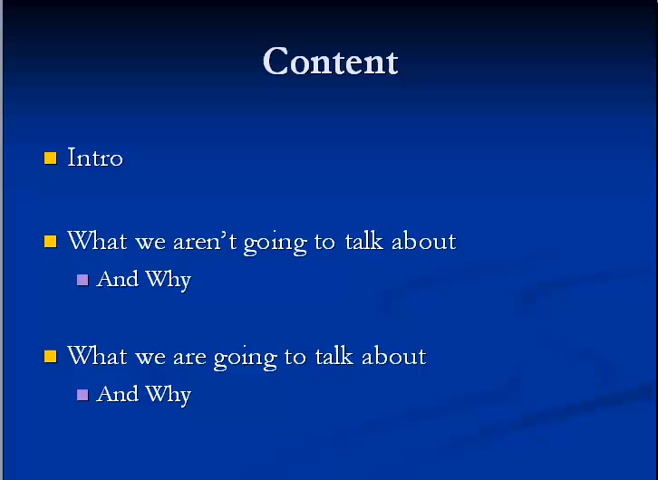 Content
Intro
What we aren’t going to talk about
And Why
What we are going to talk about
And Why